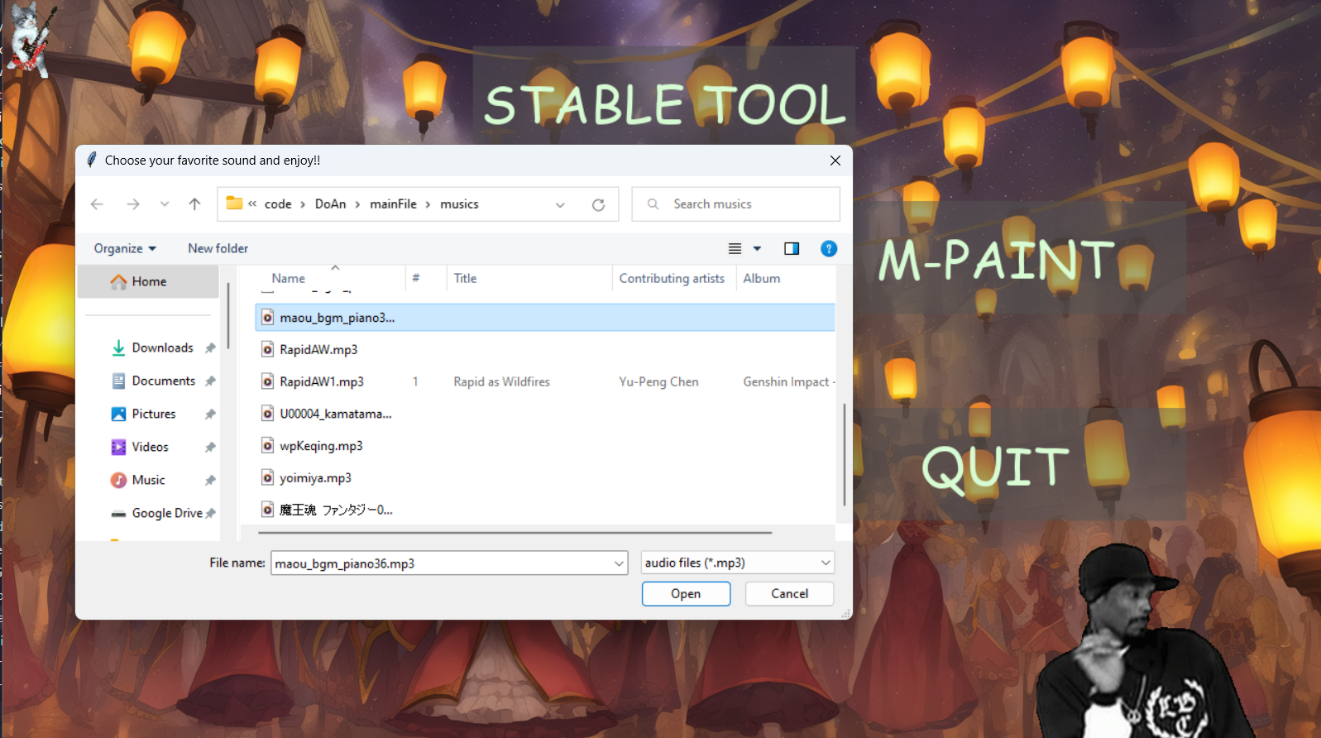 STABLE TOOL
Choose your favorite sound and enjoy!!
« code > DoAn > mainFile > musics
Search musics
Organize
New folder
M-PAINT
Home
Name
#
Title
Contributing artists
Album
maou_bgm_piano3...
Downloads
RapidAW.mp3
Documents
RapidAW1.mp3 1 Rapid as Wildfires Yu-Peng Chen Genshin Impact -
Pictures
U00004_kamatama...
Videos
wpKeqing.mp3
Music
yoimiya.mp3
QUIT
Google Drive
魔王魂 ファンタジー0...
File name: maou_bgm_piano36.mp3
audio files (*.mp3)
Open
Cancel